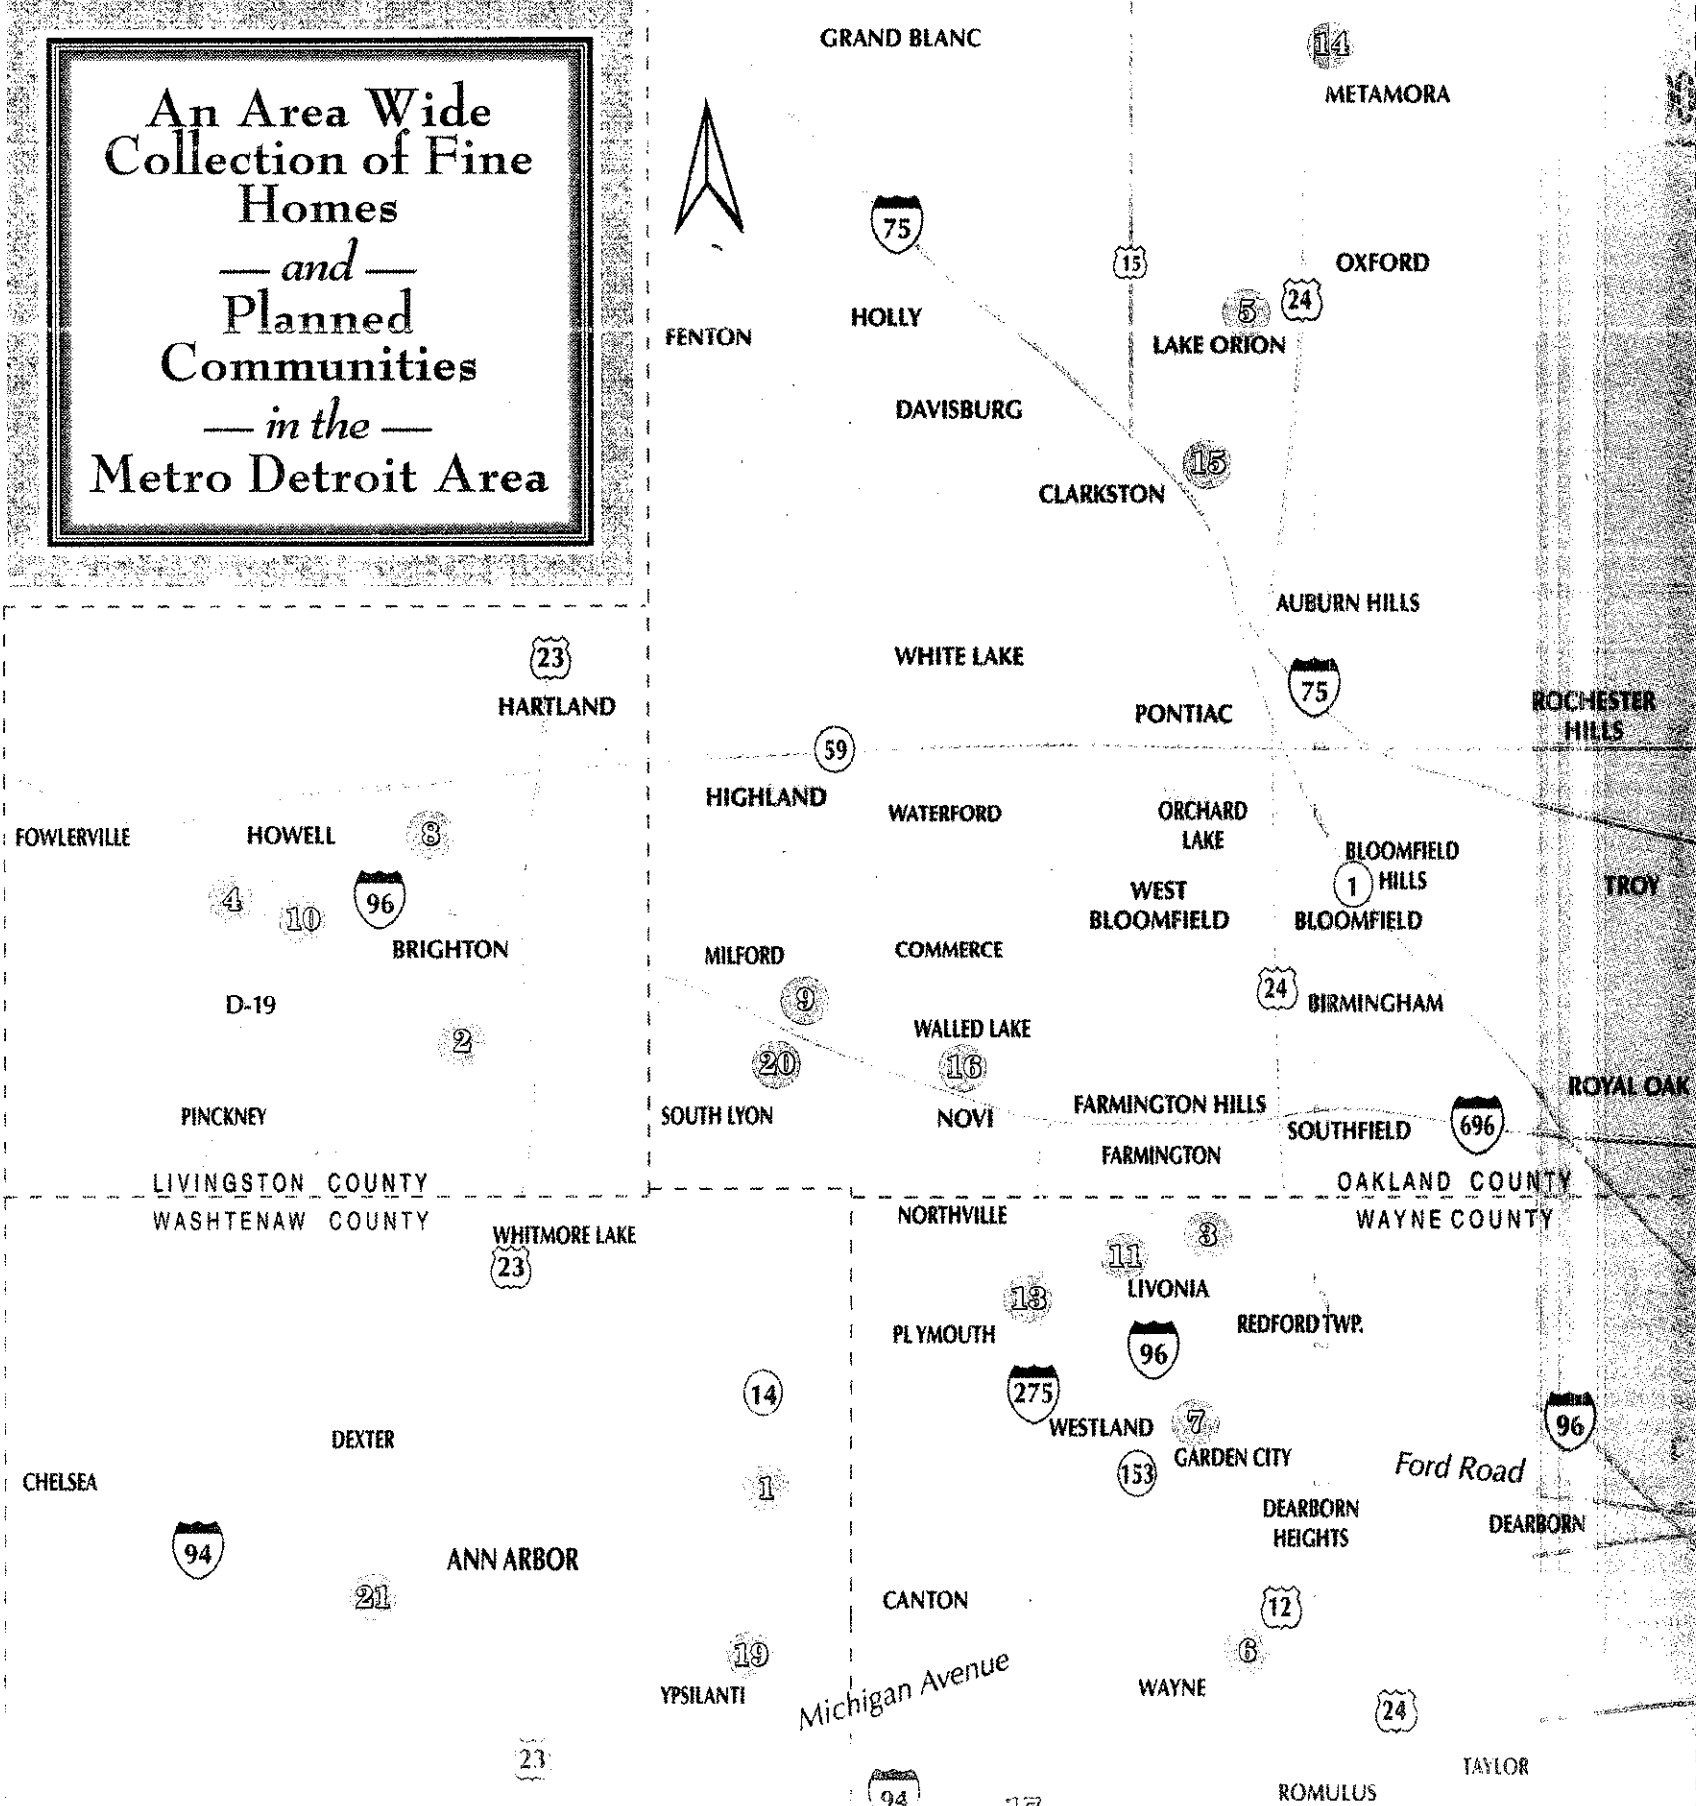 An Area Wide
Collection of Fine
Homes
— and —
Planned
Communities
— in the —
Metro Detroit Area
GRAND BLANC
14
METAMORA
75
15
OXFORD
5
24
HOLLY
FENTON
LAKE ORION
DAVISBURG
15
CLARKSTON
AUBURN HILLS
23
WHITE LAKE
75
HARTLAND
PONTIAC
ROCHESTER
HILLS
59
HIGHLAND
WATERFORD
ORCHARD
LAKE
FOWLERVILLE
HOWELL
8
BLOOMFIELD
HILLS
1
TROY
4
10
96
WEST
BLOOMFIELD
BLOOMFIELD
BRIGHTON
MILFORD
COMMERCE
D-19
9
24
BIRMINGHAM
2
WALLED LAKE
20
16
ROYAL OAK
PINCKNEY
SOUTH LYON
NOVI
FARMINGTON HILLS
SOUTHFIELD
696
FARMINGTON
LIVINGSTON COUNTY
OAKLAND COUNTY
WASHTENAW COUNTY
NORTHVILLE
WAYNE COUNTY
WHITMORE LAKE
23
3
11
LIVONIA
13
PLYMOUTH
REDFORD TWP.
96
275
14
WESTLAND
7
96
DEXTER
GARDEN CITY
Ford Road
CHELSEA
153
1
DEARBORN
HEIGHTS
DEARBORN
94
ANN ARBOR
21
CANTON
12
19
6
YPSILANTI
Michigan Avenue
WAYNE
24
23
TAYLOR
94
17
ROMULUS